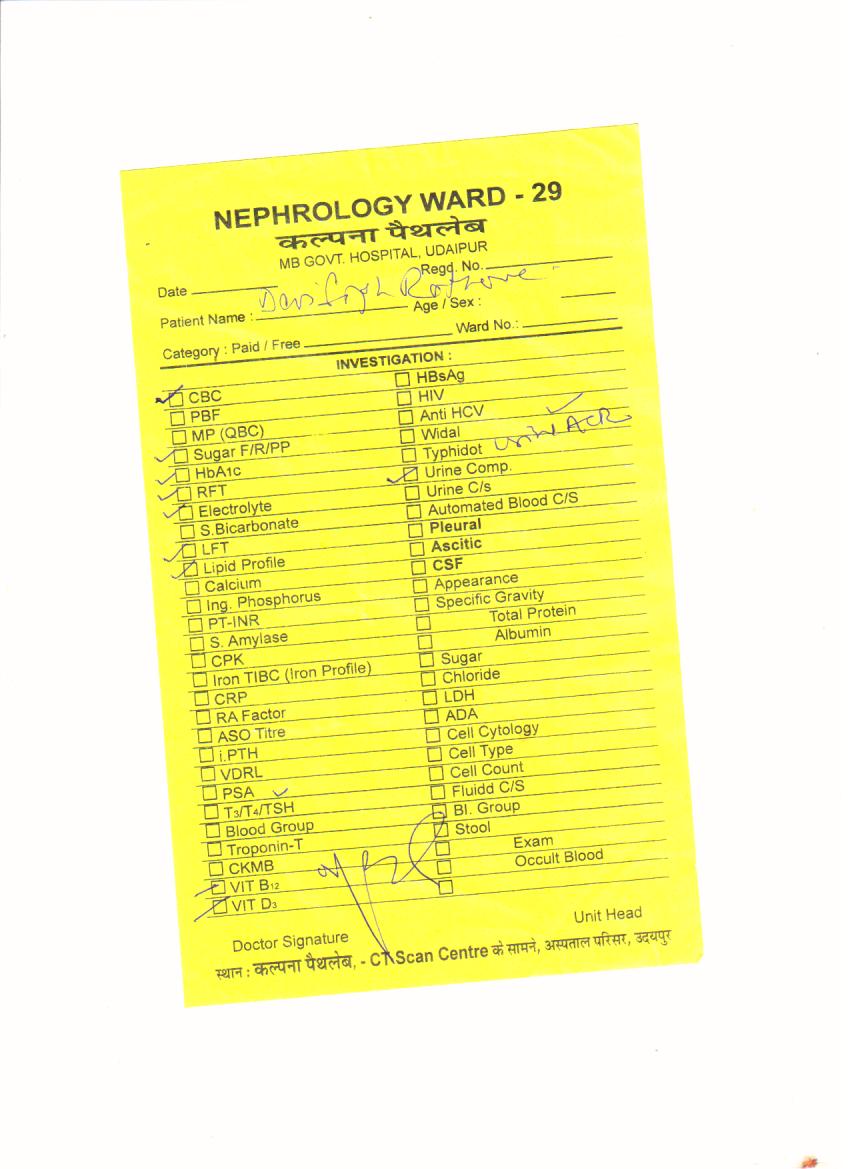 NEPHROLOGY WARD - 29
कल्पना पैथलेब
MB GOVT. HOSPITAL, UDAIPUR
Date Regd. No.
Patient Name : Devi Singh Rathore Age / Sex :
Category : Paid / Free Ward No.:
INVESTIGATION :
CBC
PBF
MP (QBC)
Sugar F/R/PP
HbA1c
RFT
Electrolyte
S.Bicarbonate
LFT
Lipid Profile
Calcium
Ing. Phosphorus
PT-INR
S. Amylase
CPK
Iron TIBC (Iron Profile)
CRP
RA Factor
ASO Titre
i.PTH
VDRL
PSA
T3/T4/TSH
Blood Group
Troponin-T
CKMB
VIT B12
VIT D3
HBsAg
HIV
Anti HCV
Widal
Typhidot Urine ACR
Urine Comp.
Urine C/s
Automated Blood C/S
Pleural
Ascitic
CSF
Appearance
Specific Gravity
Total Protein
Albumin
Sugar
Chloride
LDH
ADA
Cell Cytology
Cell Type
Cell Count
Fluidd C/S
Bl. Group
Stool
Exam
Occult Blood
Doctor Signature Unit Head
स्थान : कल्पना पैथलेब, - CT Scan Centre के सामने, अस्पताल परिसर, उदयपुर